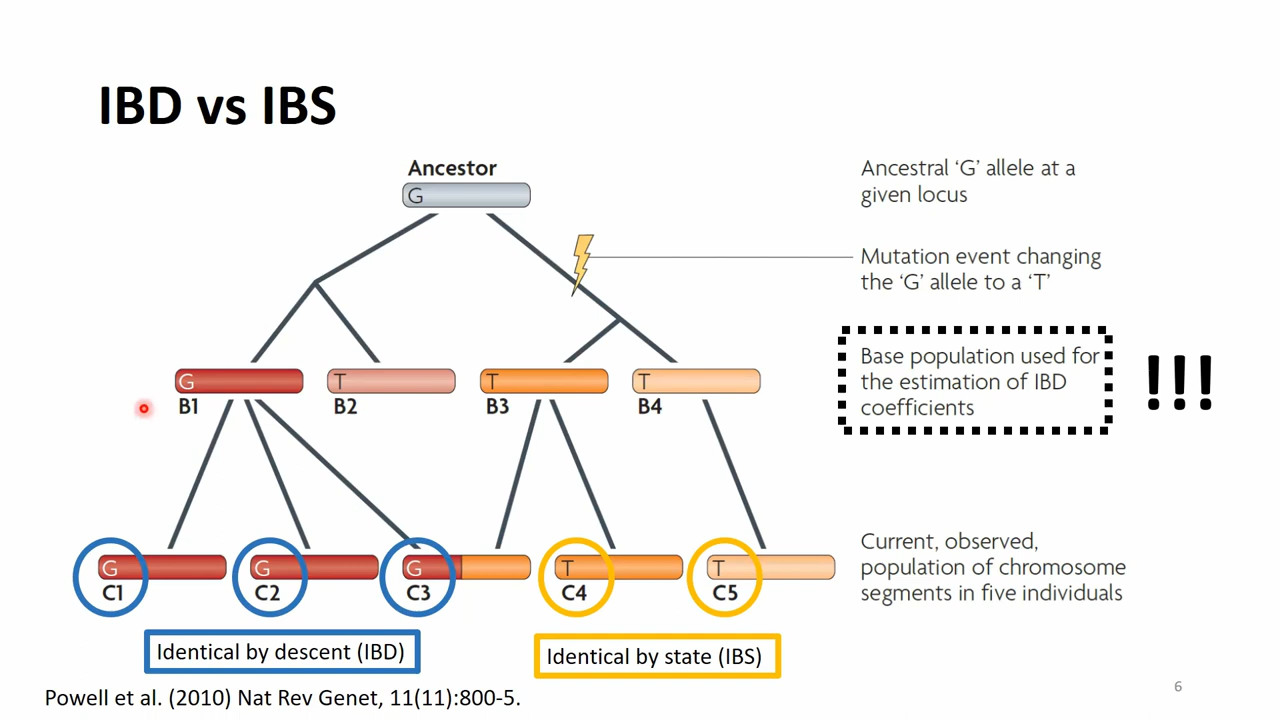 IBD vs IBS
Ancestor
G
Ancestral ‘G’ allele at a
given locus
Mutation event changing
the ‘G’ allele to a ‘T’
G
T
T
T
B1
B2
B3
B4
Base population used for
the estimation of IBD
coefficients
!!!
G
G
G
T
T
C1
C2
C3
C4
C5
Current, observed,
population of chromosome
segments in five individuals
Identical by descent (IBD)
Identical by state (IBS)
Powell et al. (2010) Nat Rev Genet, 11(11):800-5.
6